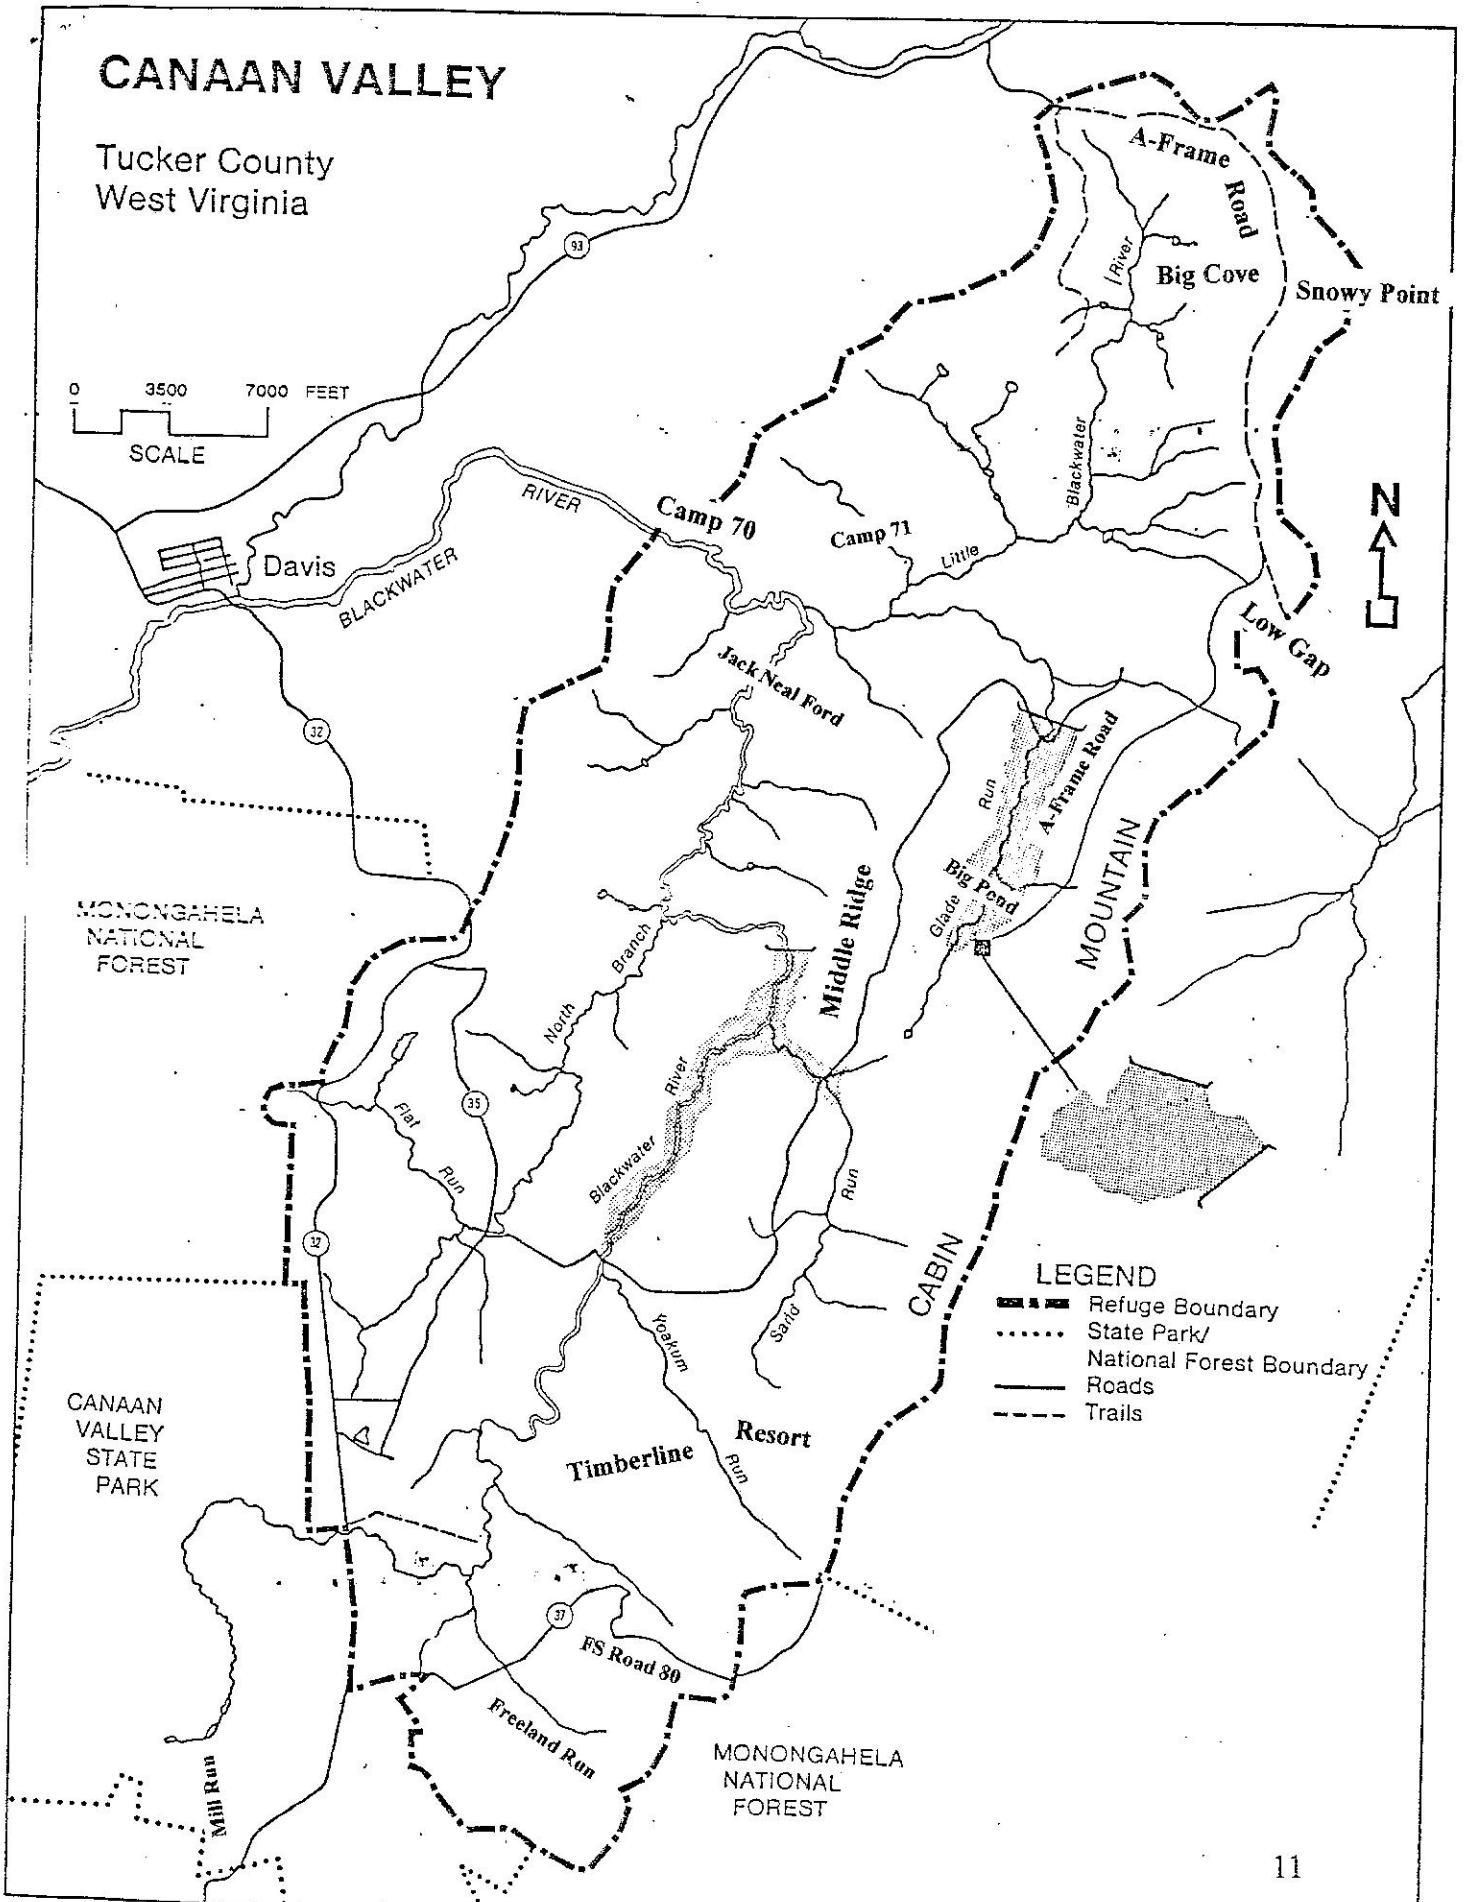 CANAAN VALLEY
Tucker County
West Virginia
93
A-Frame
Road
River
Big Cove
Snowy Point
0 3500 7000 FEET
SCALE
RIVER
Camp 70
Camp 71
Blackwater
Little
N
Davis
BLACKWATER
Low Gap
Jack Neal Ford
32
Run
A-Frame Road
MOUNTAIN
Big Pond
Glade
Middle Ridge
MONONGAHELA
NATIONAL
FOREST
Branch
North
River
35
Flat
Run
Blackwater
Run
32
CABIN
LEGEND
Refuge Boundary
State Park/
National Forest Boundary
Roads
Trails
Yoakum
CANAAN
VALLEY
STATE
PARK
Timberline
Resort
Run
37
FS Road 80
Freeland Run
Mill Run
MONONGAHELA
NATIONAL
FOREST
11